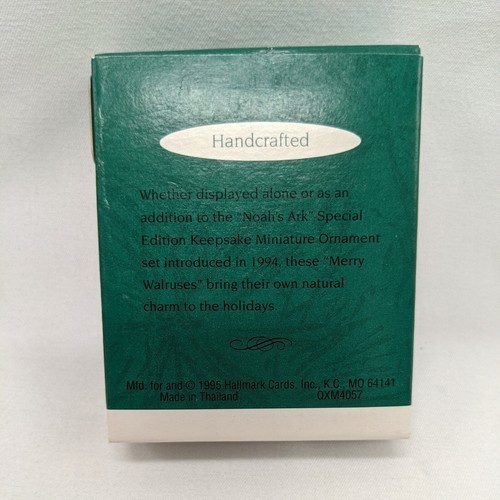 Handcrafted
Whether displayed alone or as an
addition to the "Noah's Ark" Special
Edition Keepsake Miniature Ornament
set introduced in 1994, these "Merry
Walruses" bring their own natural
charm to the holidays.
Mfd. for and © 1995 Hallmark Cards, Inc., K.C., MO 64141
Made in Thailand QXM4057